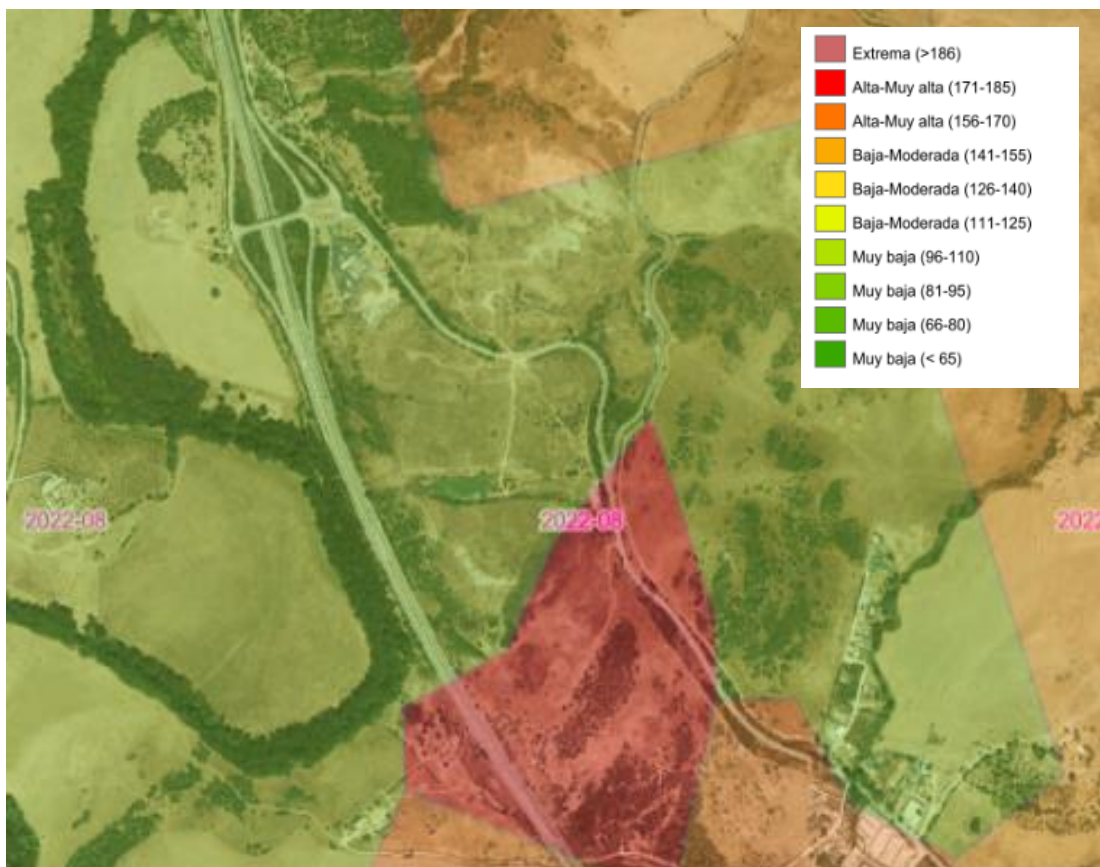 Extrema (>186)
Alta-Muy alta (171-185)
Alta-Muy alta (156-170)
Baja-Moderada (141-155)
Baja-Moderada (126-140)
Baja-Moderada (111-125)
Muy baja (96-110)
Muy baja (81-95)
Muy baja (66-80)
Muy baja (< 65)
2022-08
2022-08
2022